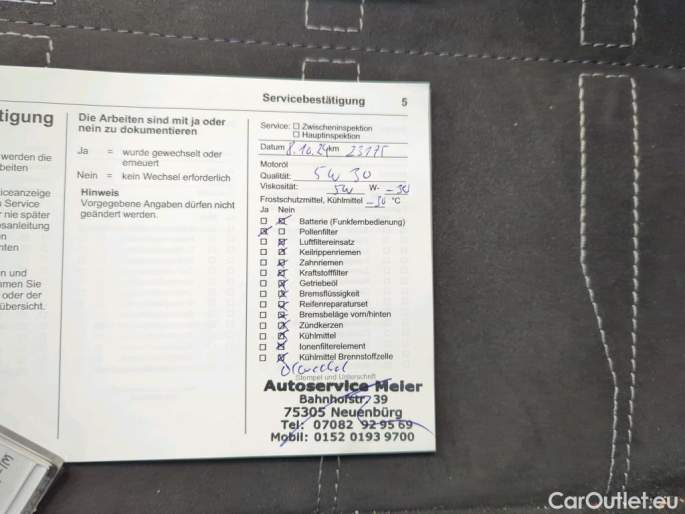 Servicebestätigung 5
tigung
werden die
beiten
iceanzeige
Service
nie später
sanleitung
n
nten
n und
men Sie
oder der
übersicht.
Die Arbeiten sind mit ja oder
nein zu dokumentieren
Ja = wurde gewechselt oder
erneuert
Nein = kein Wechsel erforderlich
Hinweis
Vorgegebene Angaben dürfen nicht
geändert werden.
Service: ☐ Zwischeninspektion
☐ Hauptinspektion
Datum 8.10.24 km 23175
Motoröl
Qualität: 5W 30
Viskosität: 5W W- -30
Frostschutzmittel, Kühlmittel -30 °C
Ja Nein
☐ ☒ Batterie (Funkfernbedienung)
☒ ☐ Pollenfilter
☐ ☒ Luftfiltereinsatz
☐ ☒ Keilrippenriemen
☐ ☒ Zahnriemen
☐ ☒ Kraftstofffilter
☐ ☒ Getriebeöl
☐ ☒ Bremsflüssigkeit
☐ ☒ Reifenreparaturset
☐ ☒ Bremsbeläge vorn/hinten
☐ ☒ Zündkerzen
☐ ☒ Kühlmittel
☐ ☒ Ionenfilterelement
☐ ☒ Kühlmittel Brennstoffzelle
Stempel und Unterschrift
Autoservice Meier
Bahnhofstr. 39
75305 Neuenbürg
Tel: 07082 92 95 69
Mobil: 0152 0193 9700
CarOutlet.eu